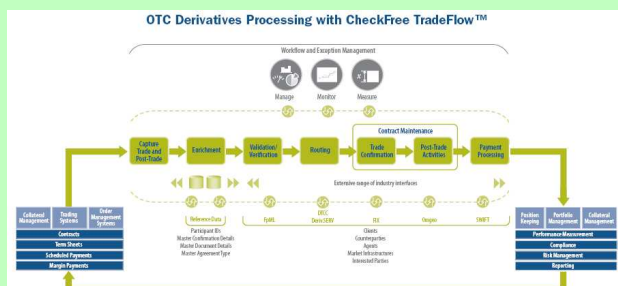 OTC Derivatives Processing with CheckFree TradeFlow™
Workflow and Exception Management
Manage
Monitor
Measure
Contract Maintenance
Capture
Trade and
Post-Trade
Enrichment
Validation/
Verification
Routing
Trade
Confirmation
Post-Trade
Activities
Payment
Processing
Extensive scope of industry interfaces
Reference Data
FpML
DTCC
Deriv/SERV
FIX
Omgeo
SWIFT
Participant IDs
Master Confirmation Details
Master Document Details
Master Agreement Type
Clients
Counterparties
Agents
Market Infrastructures
Interested Parties
Collateral
Management
Trading
Systems
Order
Management
Systems
Contracts
Term Sheets
Scheduled Payments
Margin Payments
Position
Keeping
Portfolio
Management
Collateral
Management
Performance Measurement
Compliance
Risk Management
Reporting